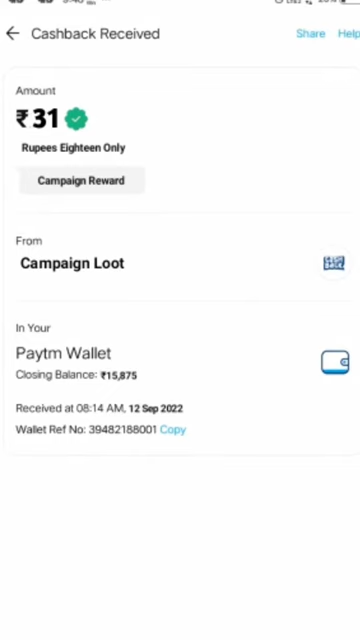 Cashback Received
Share
Help
Amount
₹31
Rupees Eighteen Only
Campaign Reward
From
Campaign Loot
In Your
Paytm Wallet
Closing Balance: ₹15,875
Received at 08:14 AM, 12 Sep 2022
Wallet Ref No: 39482188001 Copy